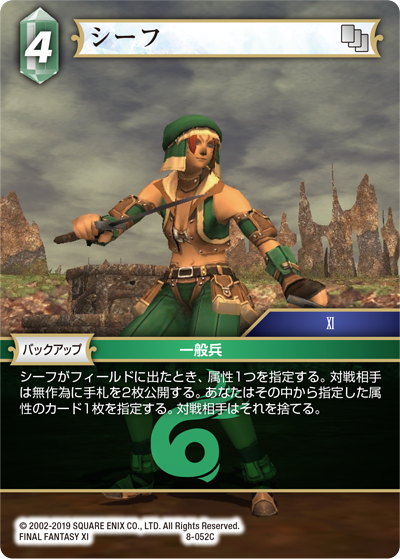 4
シーフ
XI
バックアップ
一般兵
シーフがフィールドに出たとき、属性1つを指定する。対戦相手
は無作為に手札を2枚公開する。あなたはその中から指定した属
性のカード1枚を指定する。対戦相手はそれを捨てる。
© 2002-2019 SQUARE ENIX CO., LTD. All Rights Reserved.
FINAL FANTASY XI
8-052C